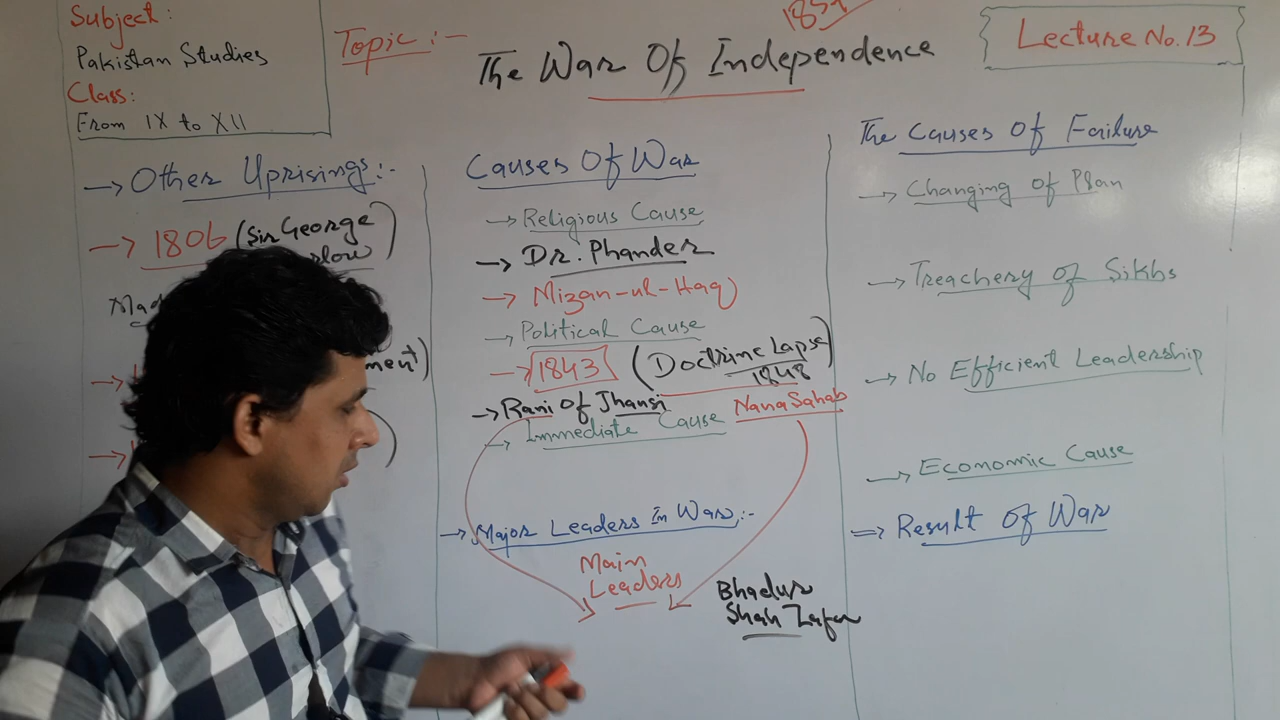 Subject:
Pakistan Studies
Class:
From IX to XII
Topic:-
1857
The War Of Independence
Lecture No.13
→ Other Uprisings:-
→ 1806 (Sir George
→
→
Causes Of War
→ Religious Cause
→ Dr. Phander
→ Mizan-ul-Haq
→ Political Cause
→ 1843 (Doctrine Lapse)
1848
→ Rani Of Jhansi Nana Sahab
→ Immediate Cause
→ Major Leaders In War:-
Main
Leaders
Bhadur
Shah Zafar
The Causes Of Failure
→ Changing of Plan
→ Treachery of Sikhs
→ No Efficient Leadership
→ Economic Cause
⇒ Result Of War